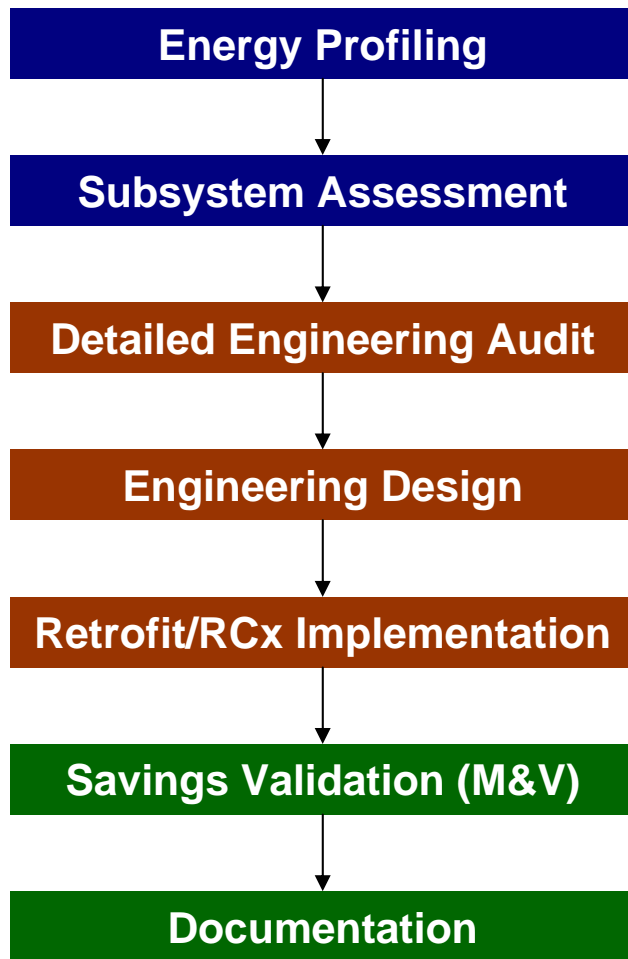 Energy Profiling
Subsystem Assessment
Detailed Engineering Audit
Engineering Design
Retrofit/RCx Implementation
Savings Validation (M&V)
Documentation